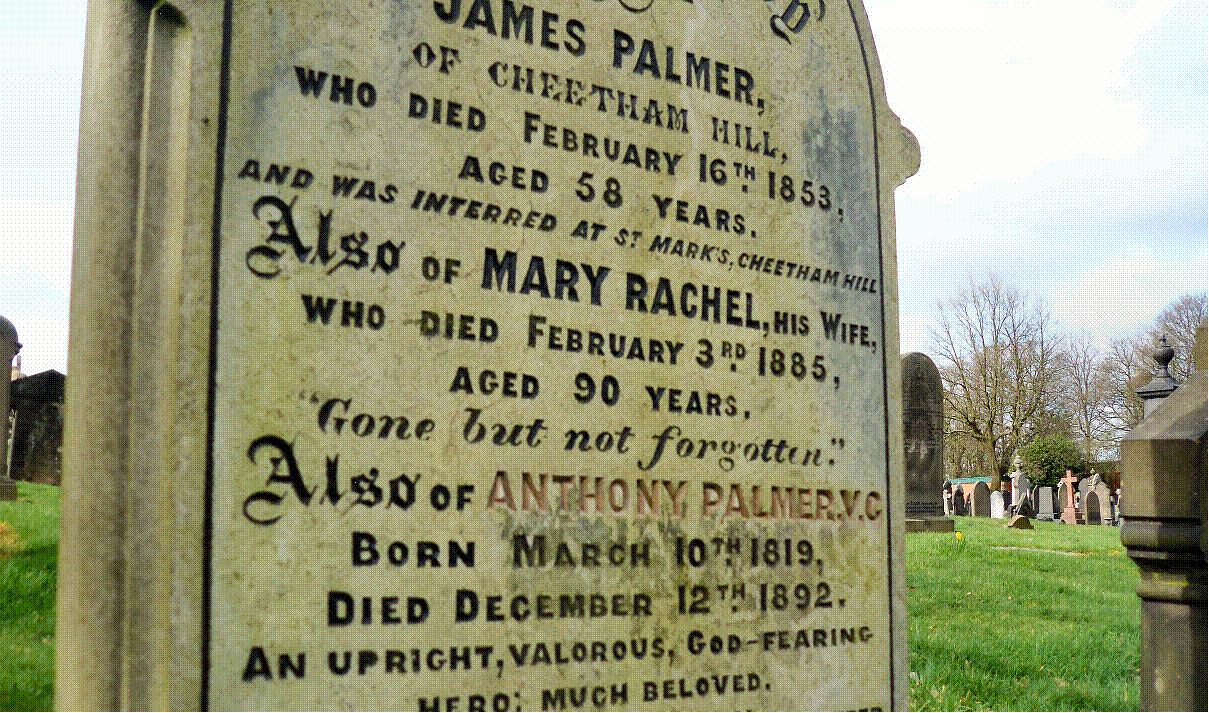 JAMES PALMER,
OF CHEETHAM HILL,
WHO DIED FEBRUARY 16TH 1853,
AGED 58 YEARS.
AND WAS INTERRED AT ST MARK'S, CHEETHAM HILL
Also OF MARY RACHEL, HIS WIFE,
WHO DIED FEBRUARY 3RD 1885,
AGED 90 YEARS.
"Gone but not forgotten."
Also OF ANTHONY PALMER.V.C
BORN MARCH 10TH 1819.
DIED DECEMBER 12TH 1892.
AN UPRIGHT, VALOROUS, GOD-FEARING
HERO; MUCH BELOVED.